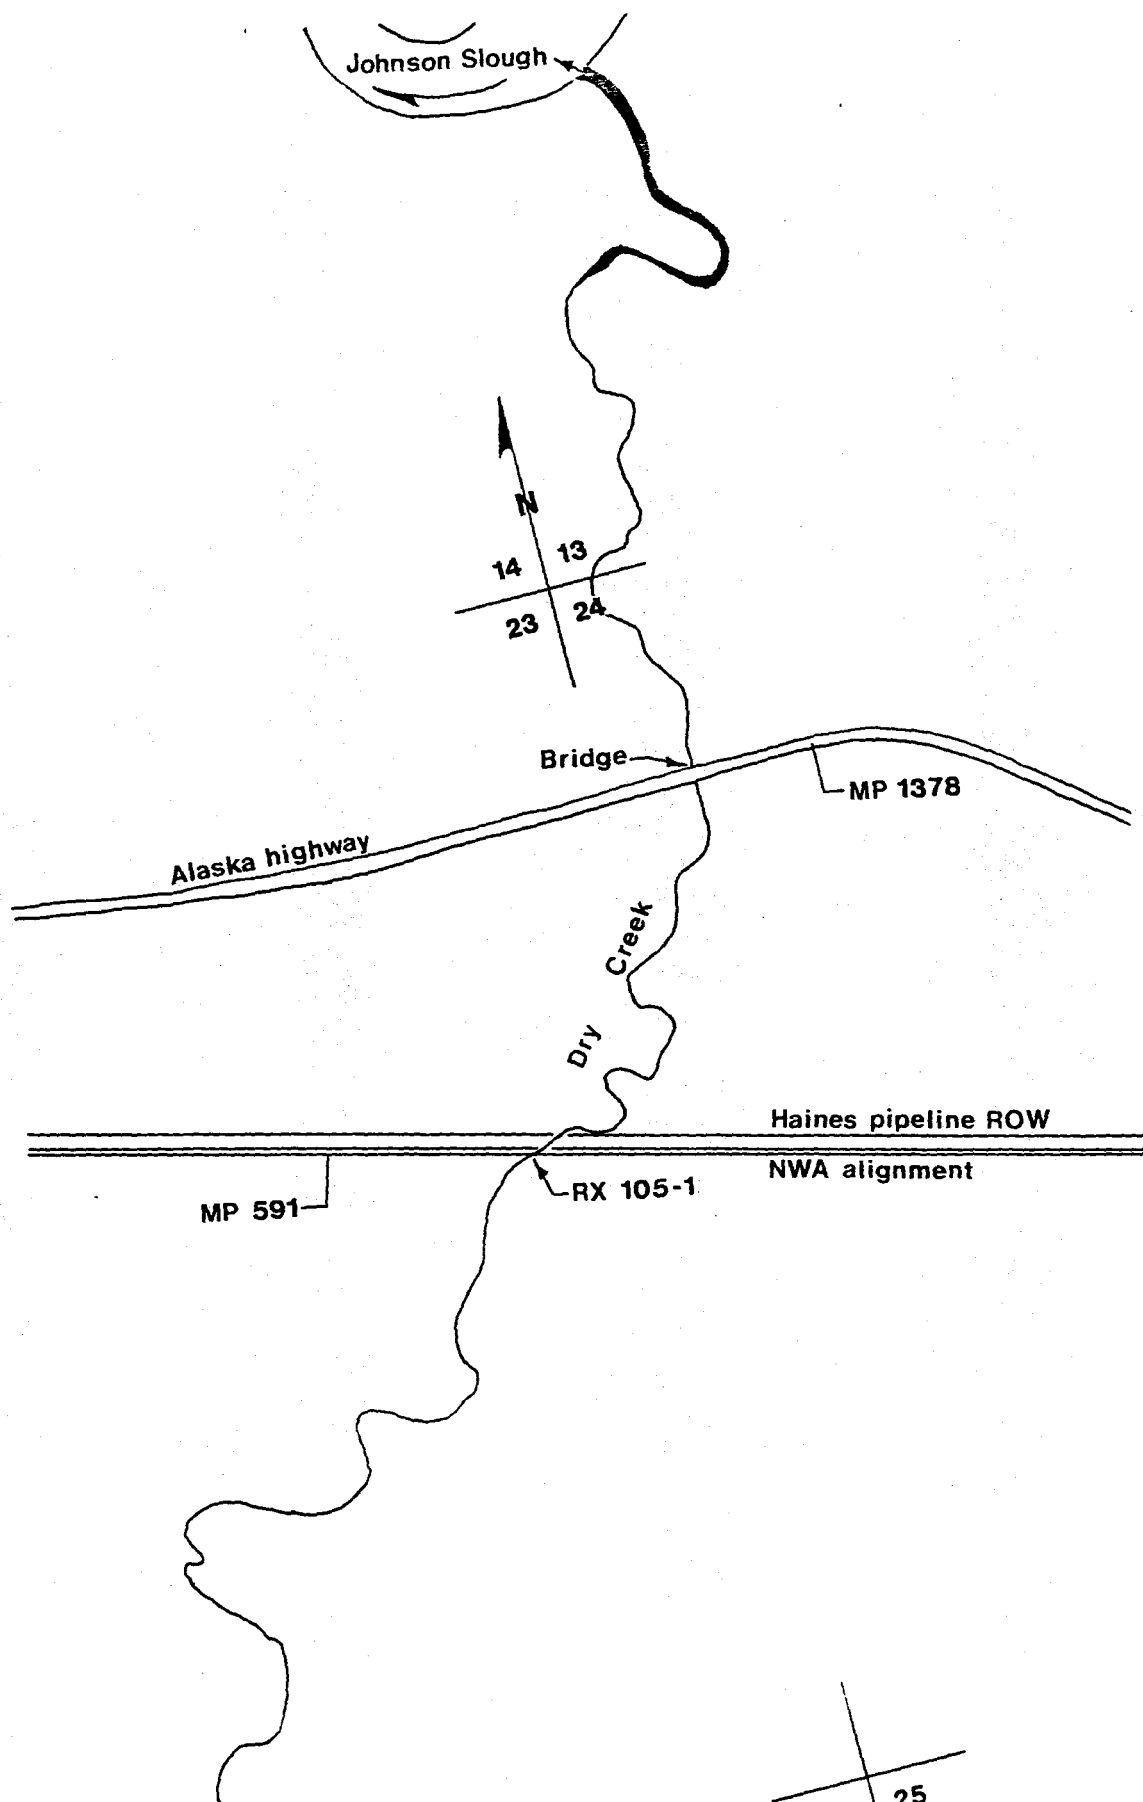 Johnson Slough
N
14 13
23 24
Bridge
MP 1378
Alaska highway
Creek
Dry
Haines pipeline ROW
NWA alignment
RX 105-1
MP 591
25